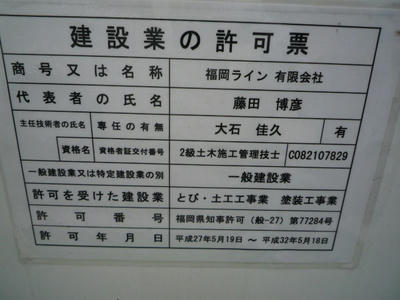 建設業の許可票
商号又は名称 福岡ライン 有限会社
代表者の氏名 藤田 博彦
主任技術者の氏名 専任の有無 大石 佳久 有
資格名 資格者証交付番号 2級土木施工管理技士 C082107829
一般建設業又は特定建設業の別 一般建設業
許可を受けた建設業 とび・土工工事業 塗装工事業
許可番号 福岡県知事許可(般-27)第77284号
許可年月日 平成27年5月19日 〜 平成32年5月18日